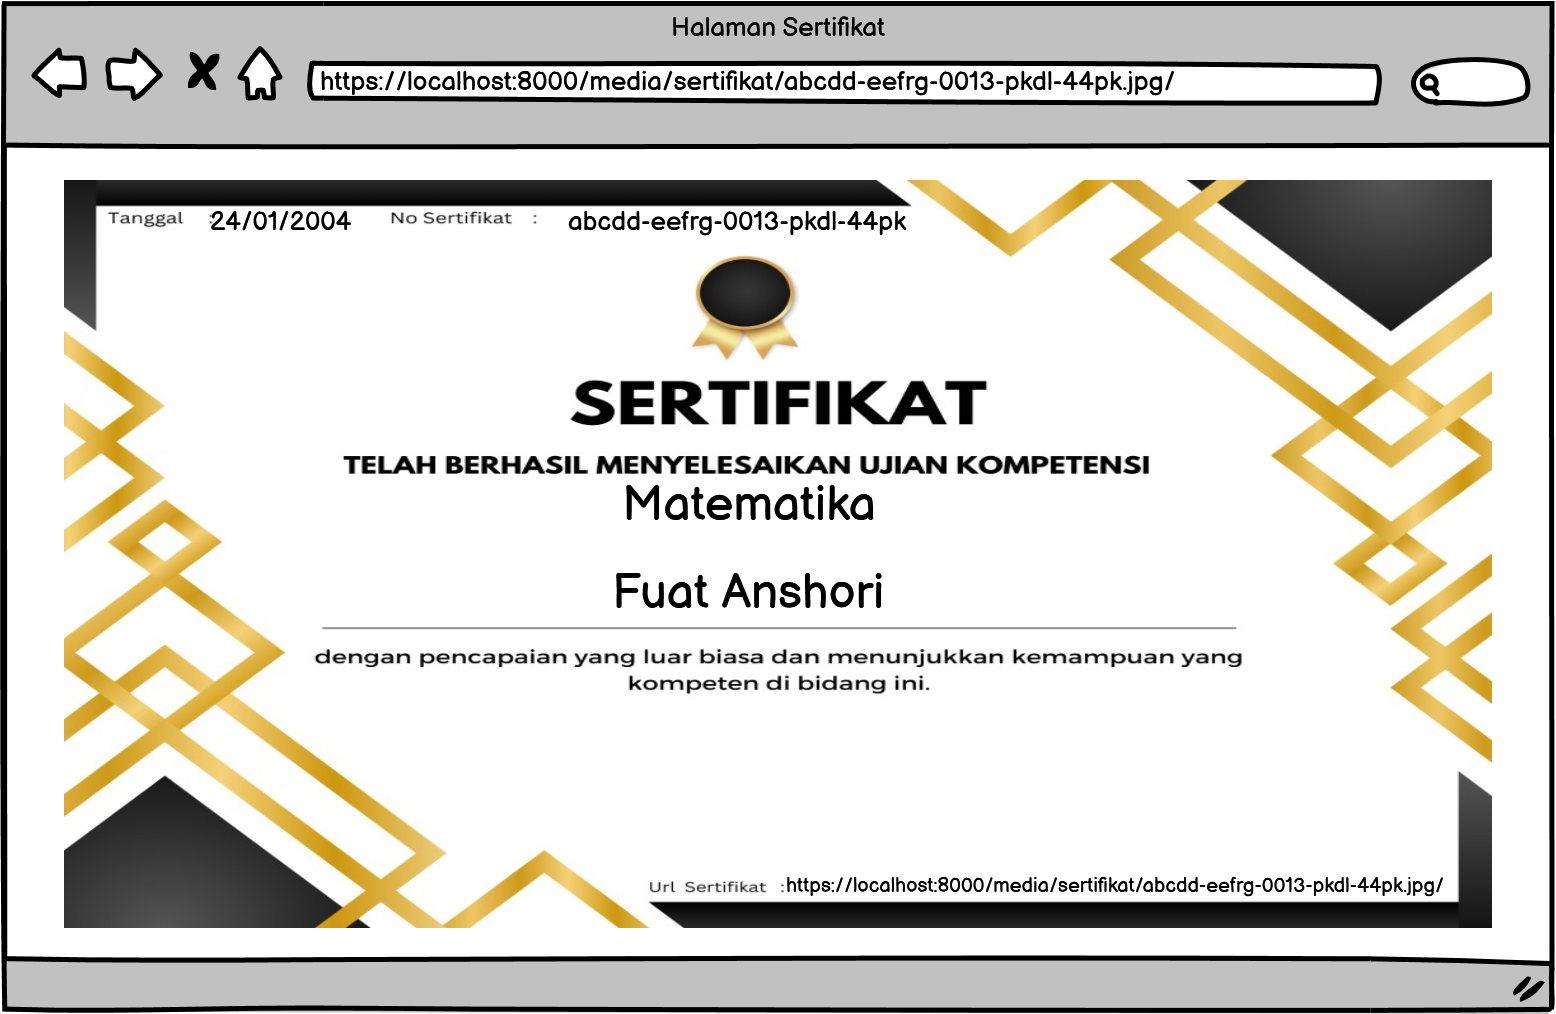 Halaman Sertifikat
https://localhost:8000/media/sertifikat/abcdd-eefrg-0013-pkdl-44pk.jpg/
Tanggal :24/01/2004 No Sertifikat : abcdd-eefrg-0013-pkdl-44pk
SERTIFIKAT
TELAH BERHASIL MENYELESAIKAN UJIAN KOMPETENSI
Matematika
Fuat Anshori
dengan pencapaian yang luar biasa dan menunjukkan kemampuan yang
kompeten di bidang ini.
Url Sertifikat :https://localhost:8000/media/sertifikat/abcdd-eefrg-0013-pkdl-44pk.jpg/